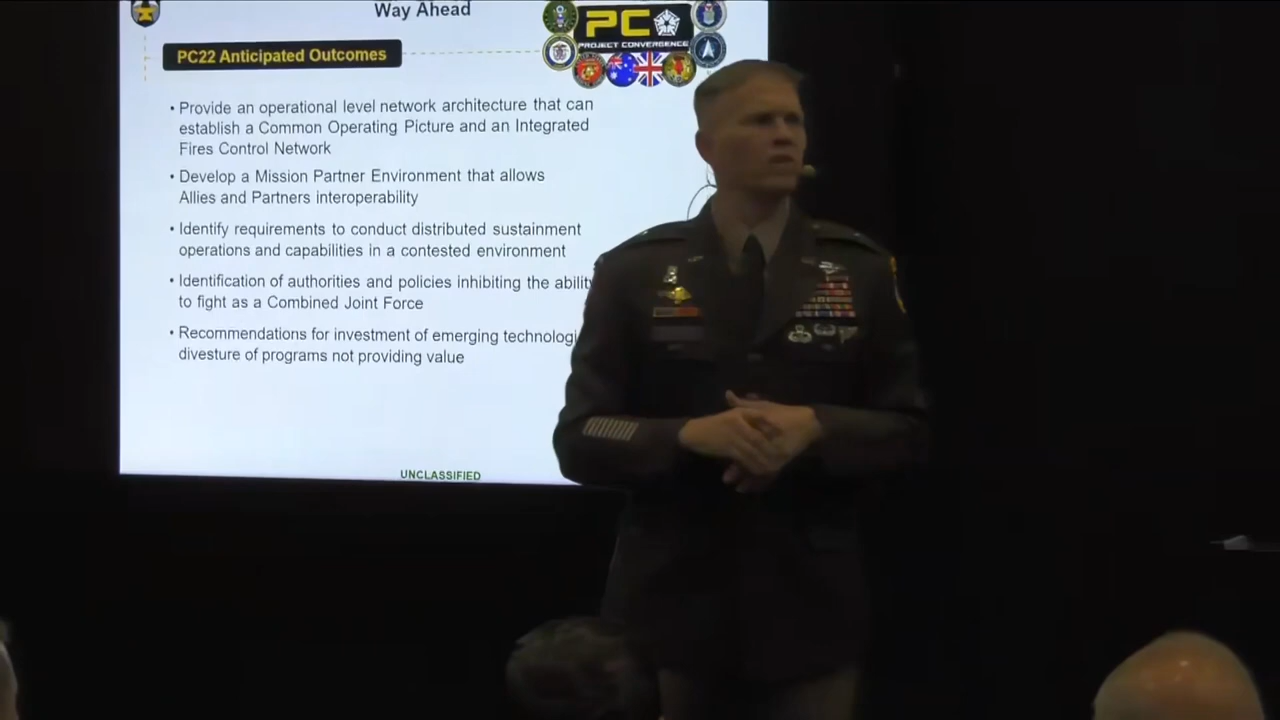 Way Ahead
PC
PROJECT CONVERGENCE
PC22 Anticipated Outcomes
• Provide an operational level network architecture that can
establish a Common Operating Picture and an Integrated
Fires Control Network
• Develop a Mission Partner Environment that allows
Allies and Partners interoperability
• Identify requirements to conduct distributed sustainment
operations and capabilities in a contested environment
• Identification of authorities and policies inhibiting the ability
to fight as a Combined Joint Force
• Recommendations for investment of emerging technologi
divesture of programs not providing value
UNCLASSIFIED